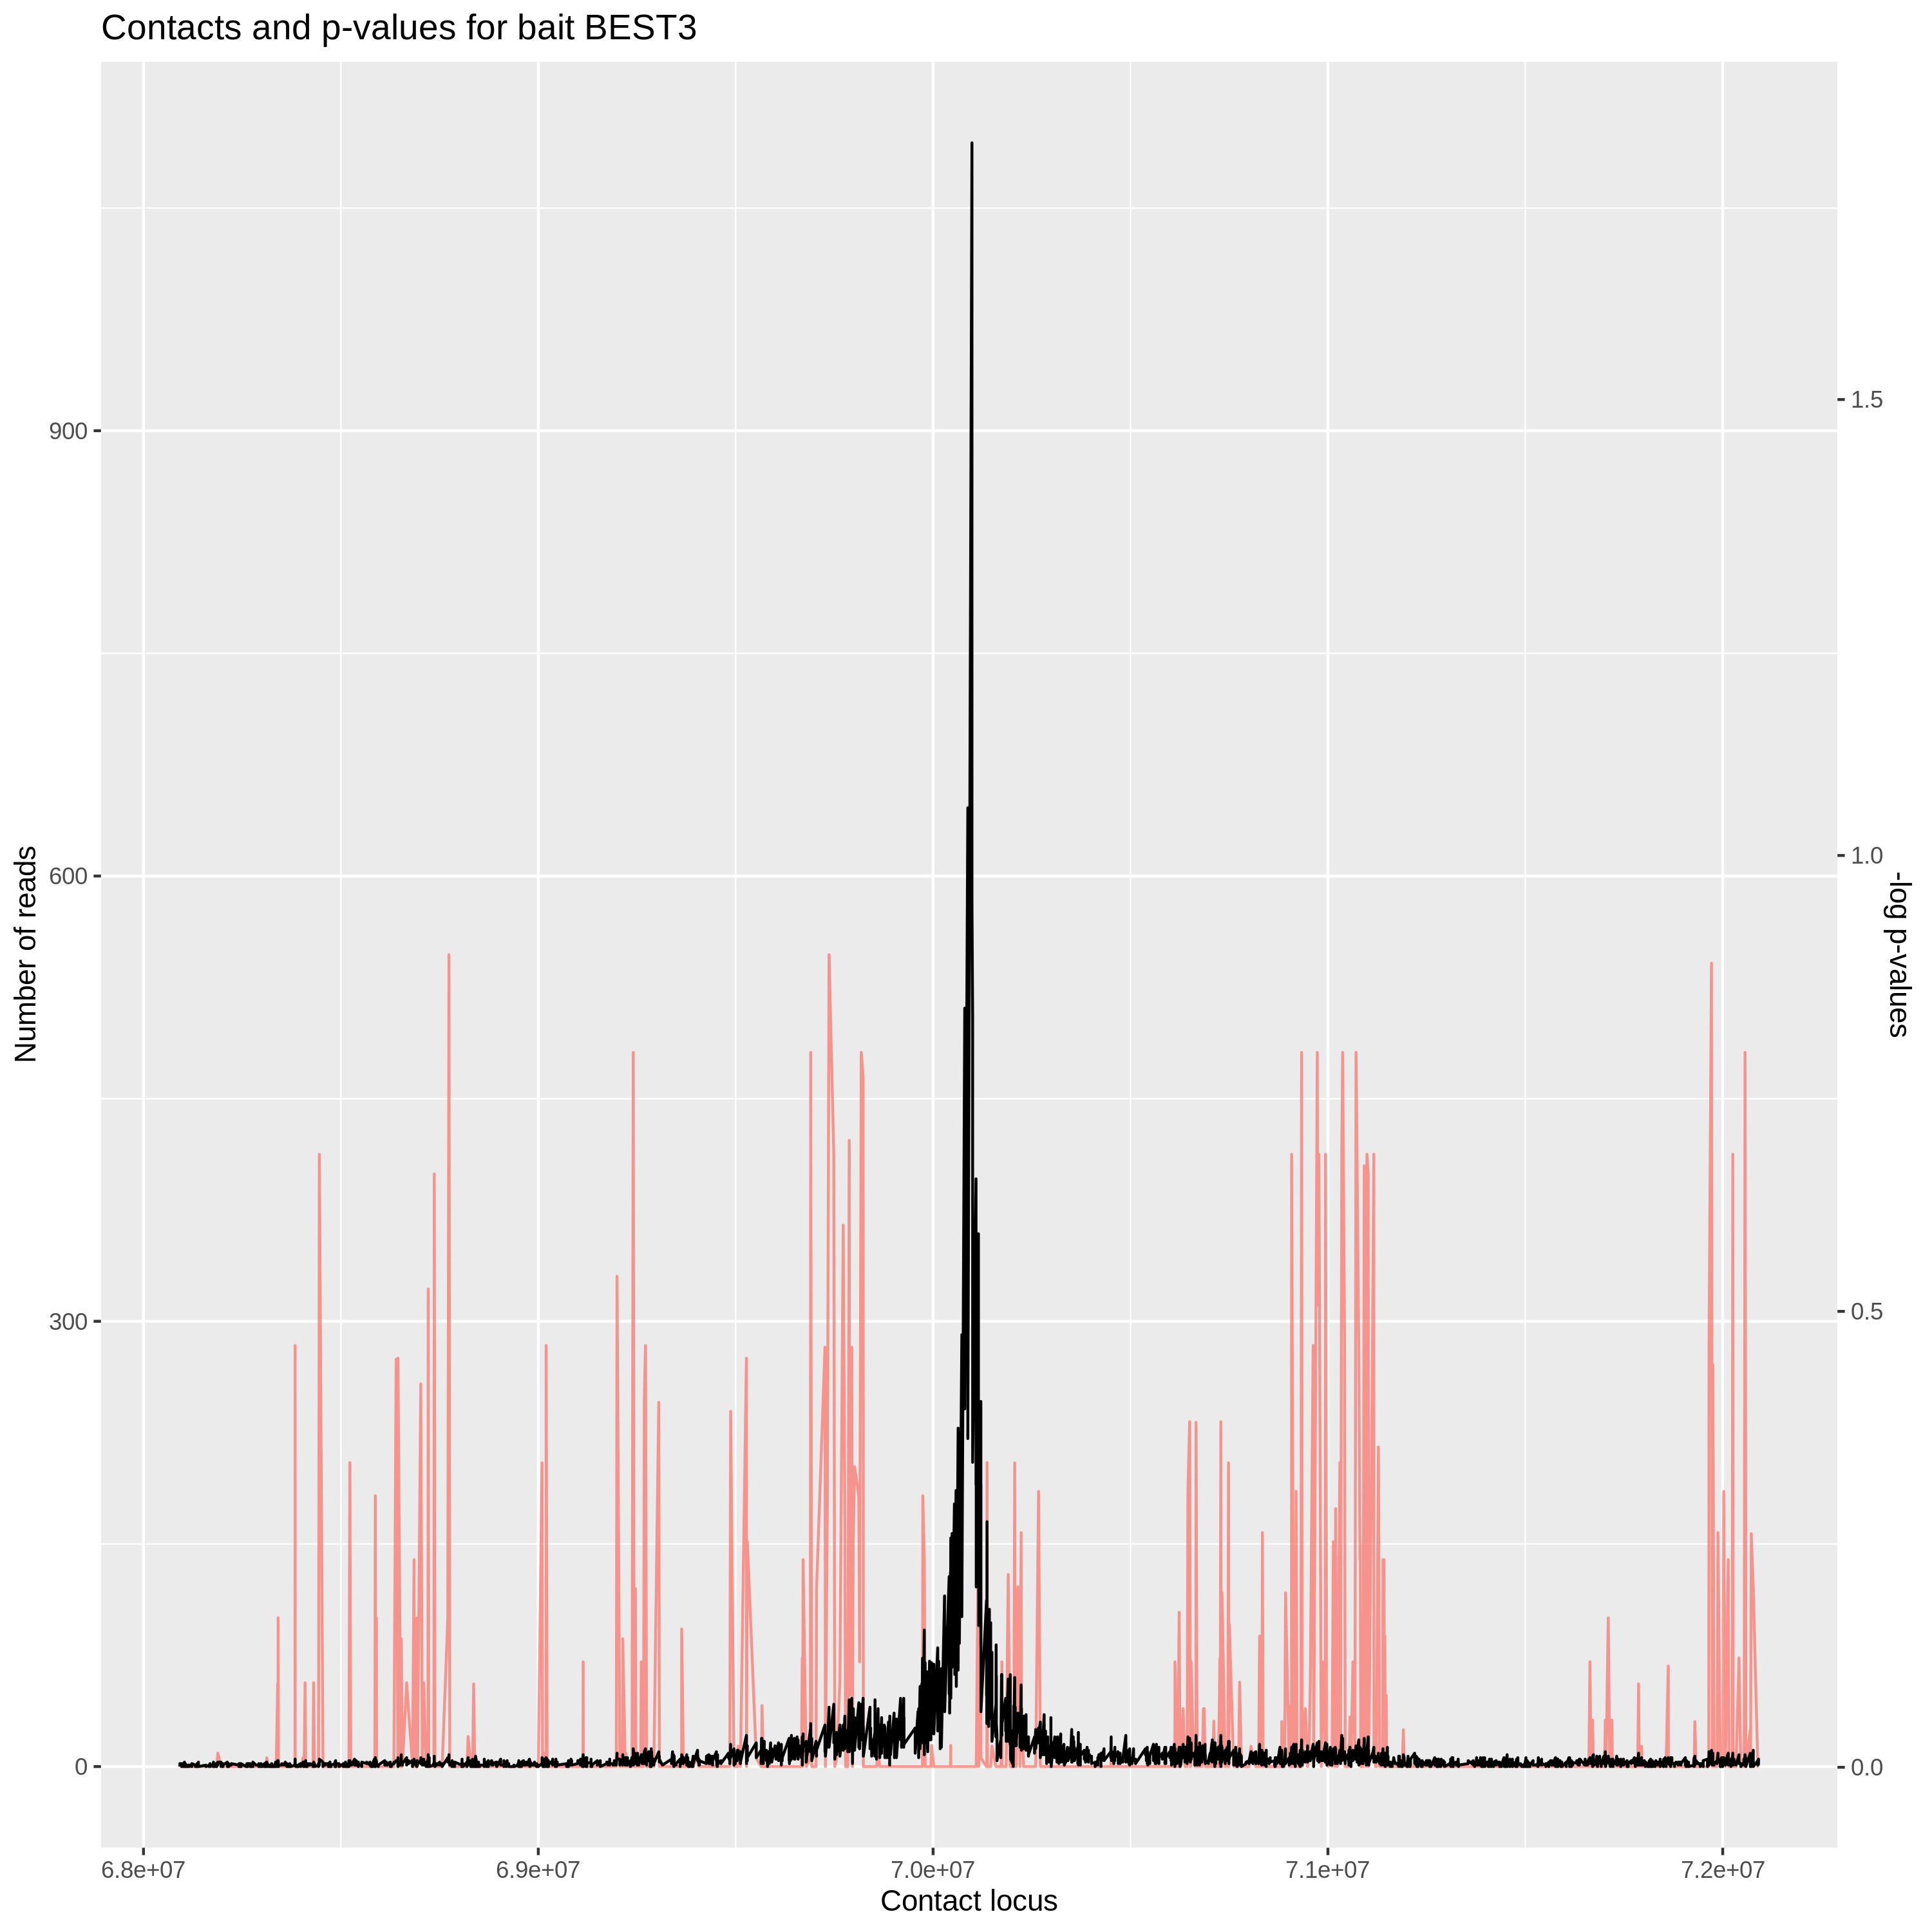 Contacts and p-values for bait BEST3
900
600
300
0
Number of reads
1.5
1.0
0.5
0.0
-log p-values
6.8e+07 6.9e+07 7.0e+07 7.1e+07 7.2e+07
Contact locus